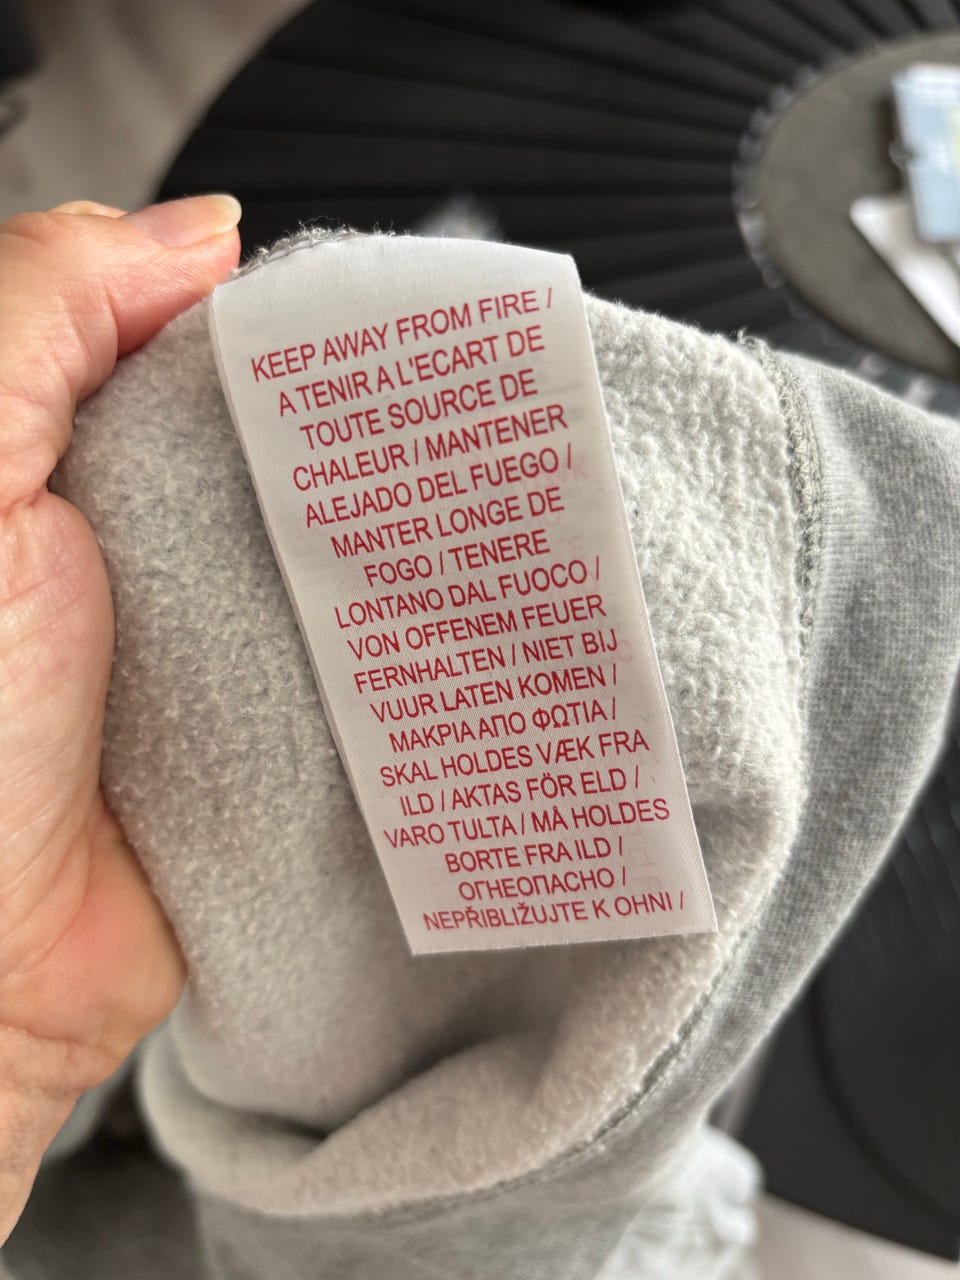 KEEP AWAY FROM FIRE /
A TENIR A L'ECART DE
TOUTE SOURCE DE
CHALEUR / MANTENER
ALEJADO DEL FUEGO /
MANTER LONGE DE
FOGO / TENERE
LONTANO DAL FUOCO /
VON OFFENEM FEUER
FERNHALTEN / NIET BIJ
VUUR LATEN KOMEN /
ΜΑΚΡΙΑ ΑΠΟ ΦΩΤΙΑ /
SKAL HOLDES VÆK FRA
ILD / AKTAS FÖR ELD /
VARO TULTA / MÅ HOLDES
BORTE FRA ILD /
ОГНЕОПАСНО /
NEPŘIBLIŽUJTE K OHNI /